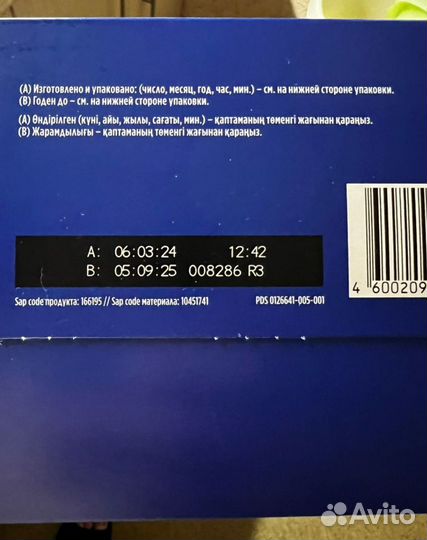 (A) Изготовлено и упаковано: (число, месяц, год, час, мин.) – см. на нижней стороне упаковки.
(B) Годен до – см. на нижней стороне упаковки.
(A) Өндірілген (күні, айы, жылы, сағаты, мин.) – қаптаманың төменгі жағынан қараңыз.
(B) Жарамдылығы – қаптаманың төменгі жағынан қараңыз.
A: 06:03:24 12:42
B: 05:09:25 008286 R3
Sap code продукта: 166195 // Sap code материала: 10451741
PDS 0126641-005-001
4 600209
Avito